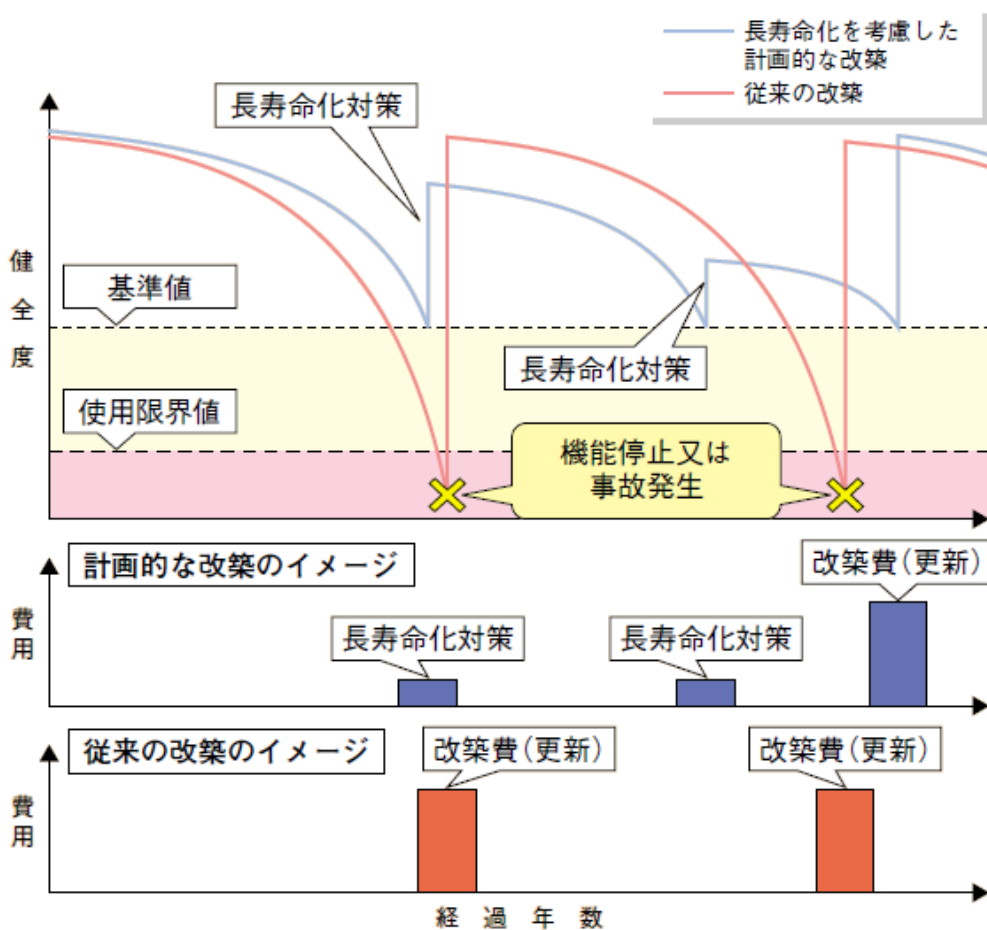 長寿命化を考慮した
計画的な改築
従来の改築
長寿命化対策
健全度
基準値
長寿命化対策
使用限界値
機能停止又は
事故発生
計画的な改築のイメージ
改築費(更新)
費用
長寿命化対策
長寿命化対策
従来の改築のイメージ
改築費(更新)
改築費(更新)
費用
経過年数